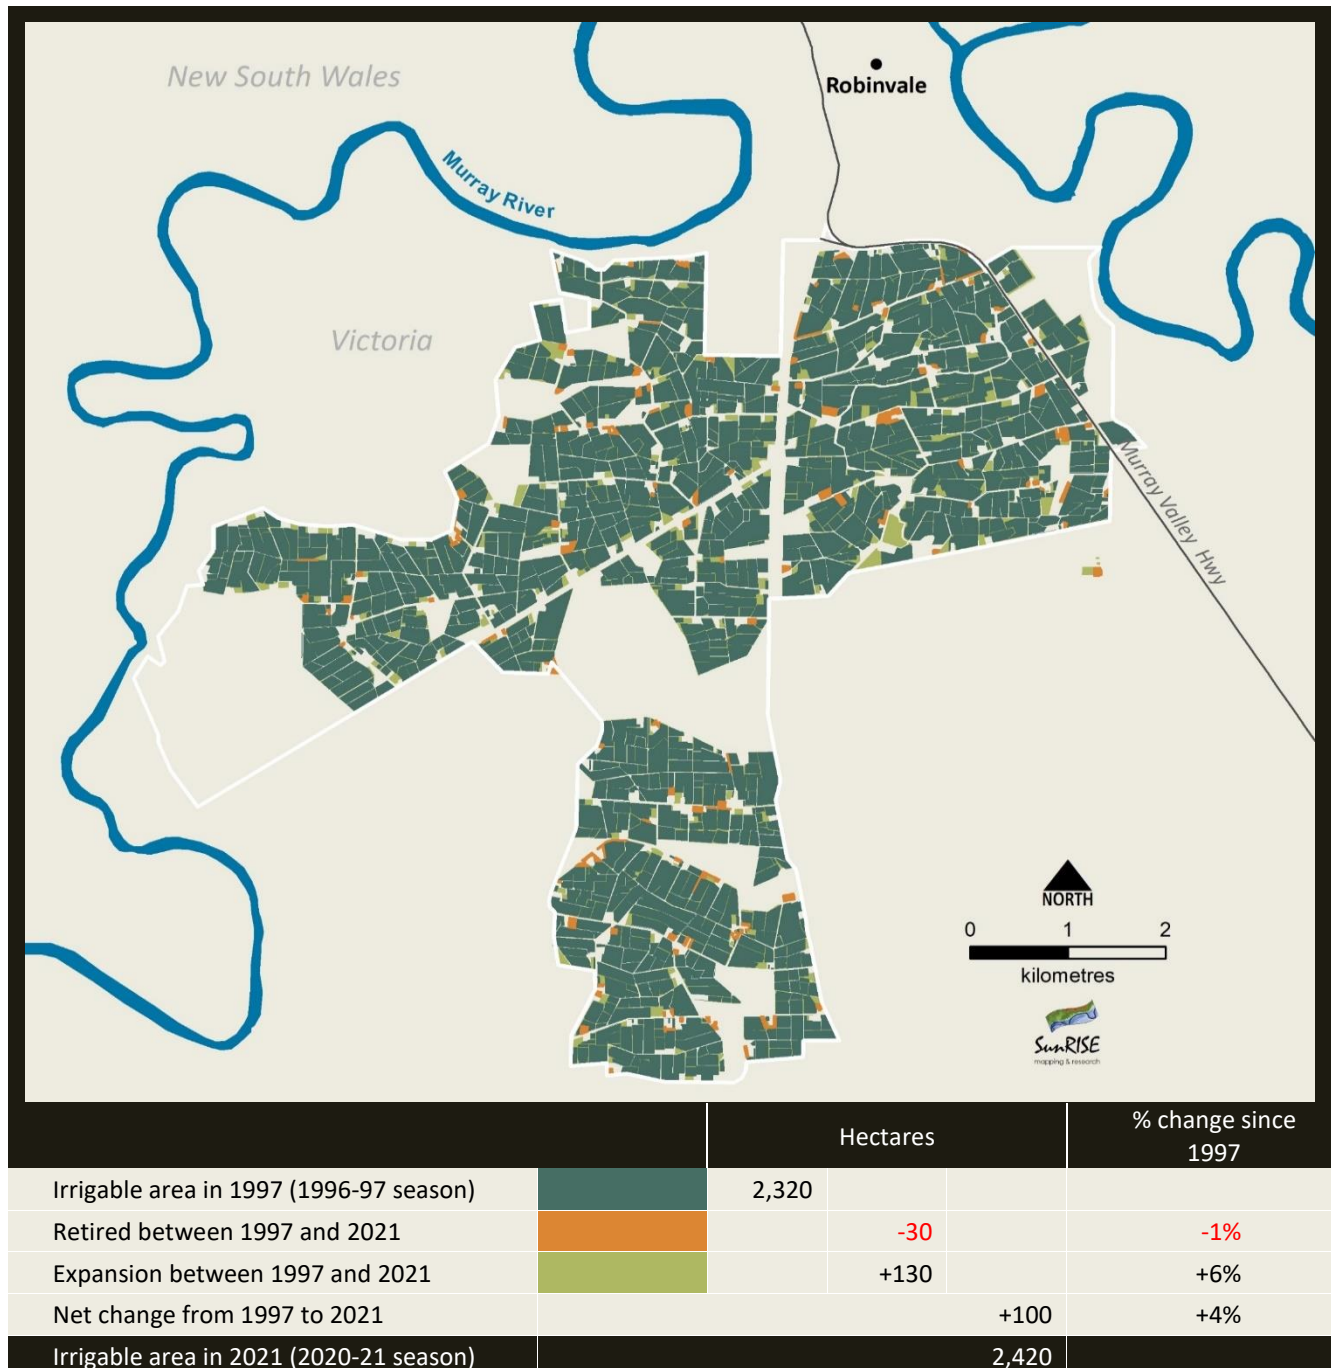 New South Wales
Robinvale
Murray River
Victoria
Murray Valley Hwy
NORTH
0 1 2
kilometres
SunRISE
mapping & research
Hectares
% change since
1997
Irrigable area in 1997 (1996-97 season) 2,320
Retired between 1997 and 2021 -30 -1%
Expansion between 1997 and 2021 +130 +6%
Net change from 1997 to 2021 +100 +4%
Irrigable area in 2021 (2020-21 season) 2,420